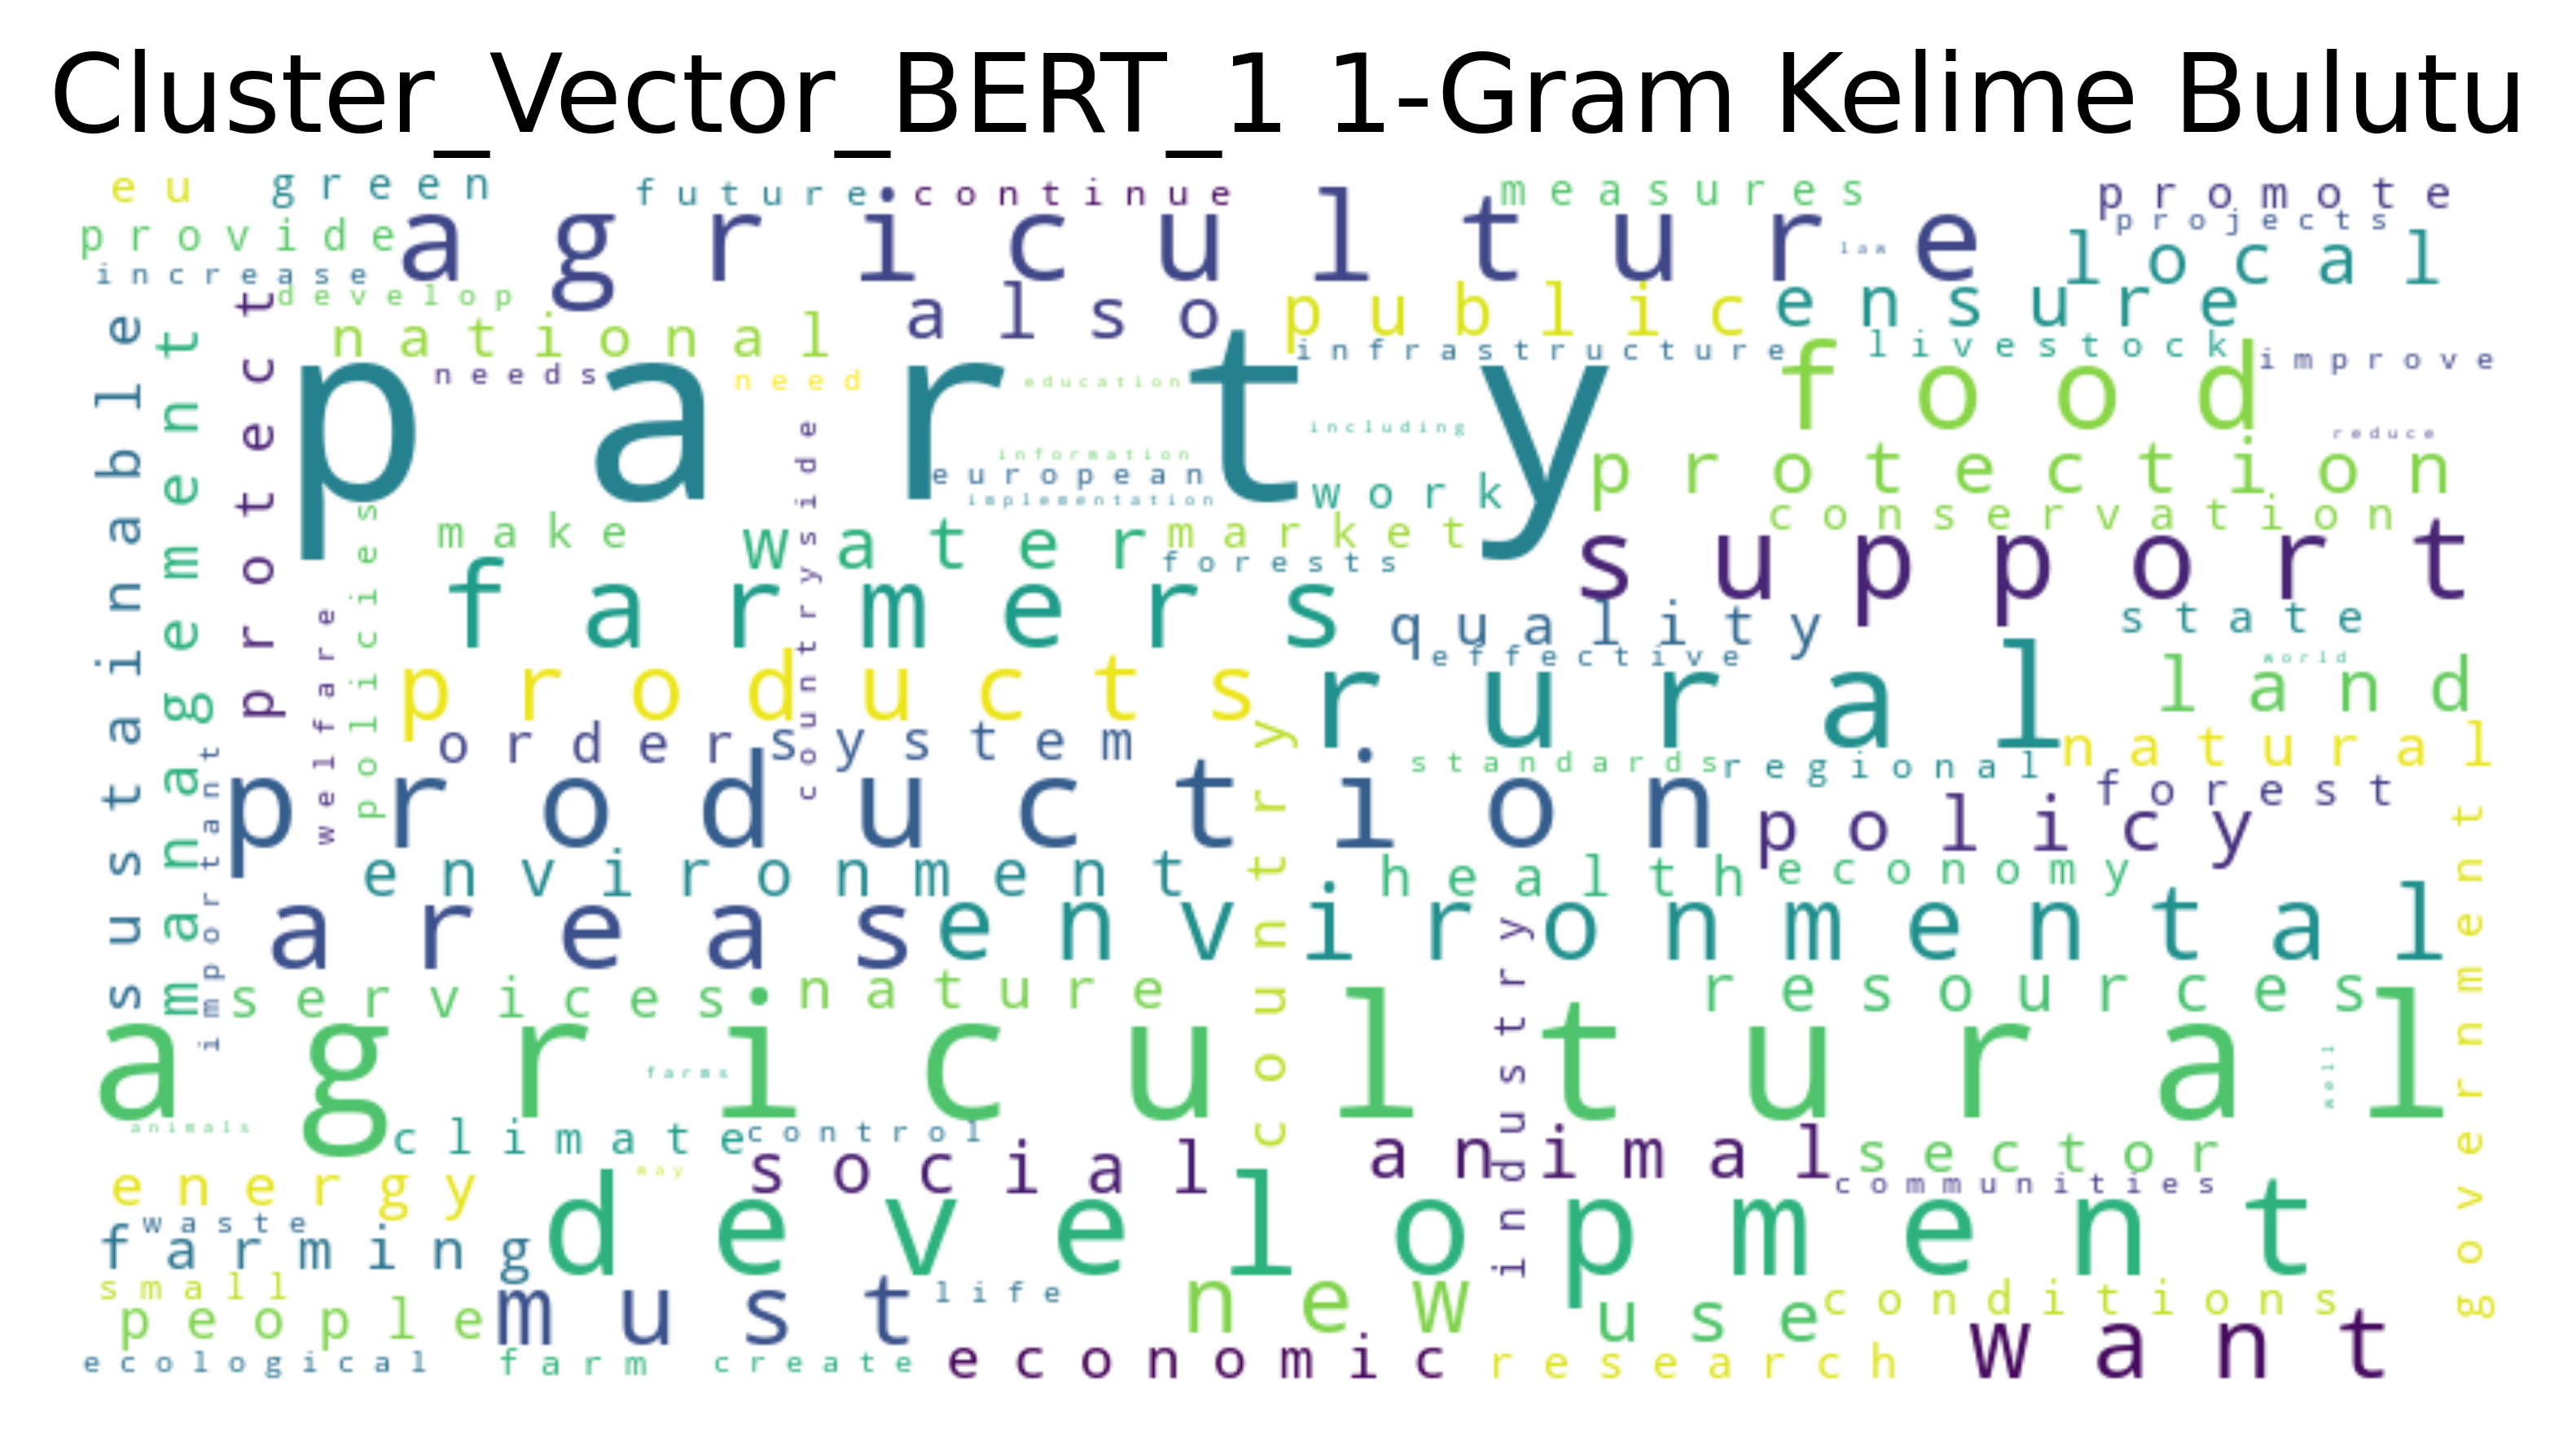 Cluster_Vector_BERT_1 1-Gram Kelime Bulutu
eu
green
future
continue
measures
promote
provide
agriculture
law
projects
local
increase
develop
also
public
ensure
national
infrastructure
livestock
improve
party
needs
need
education
food
including
reduce
information
european
implementation
work
protection
conservation
make
water
market
forests
support
farmers
quality
effective
state
world
products
rural
land
order
system
standards
regional
natural
production
policy
forest
environment
health
economy
areas
environmental
services
nature
resources
agricultural
farms
well
animals
climate
control
social
animal
sector
communities
energy
way
development
waste
farming
small
people
must
life
new
use
conditions
want
ecological
farm
create
economic
research
sustainable
management
protect
important
welfare
policies
countryside
country
industry
government